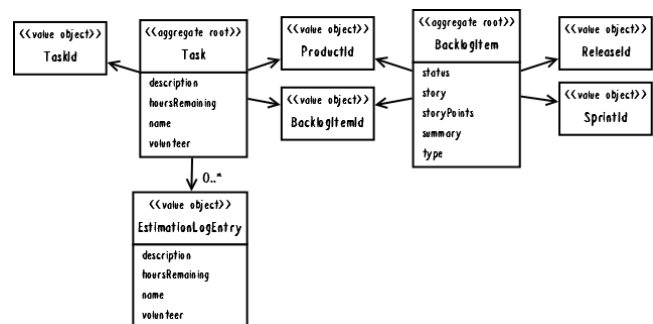 <<value object>>
TaskId
<<aggregate root>>
Task
description
hoursRemaining
name
volunteer
<<value object>>
ProductId
<<value object>>
BacklogItemId
<<aggregate root>>
BacklogItem
status
story
storyPoints
summary
type
<<value object>>
ReleaseId
<<value object>>
SprintId
0..*
<<value object>>
EstimationLogEntry
description
hoursRemaining
name
volunteer